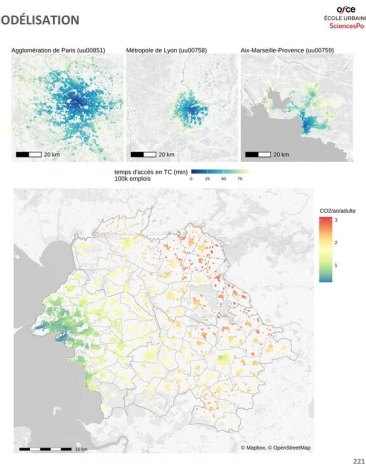 ODÉLISATION
ofce
ÉCOLE URBAINE
SciencesPo
Agglomération de Paris (uu00851)
Métropole de Lyon (uu00758)
Aix-Marseille-Provence (uu00759)
20 km
20 km
20 km
temps d'accès en TC (min)
100k emplois
0 25 50 75
CO2/an/adulte
3
2
1
10 km
© Mapbox, © OpenStreetMap
221